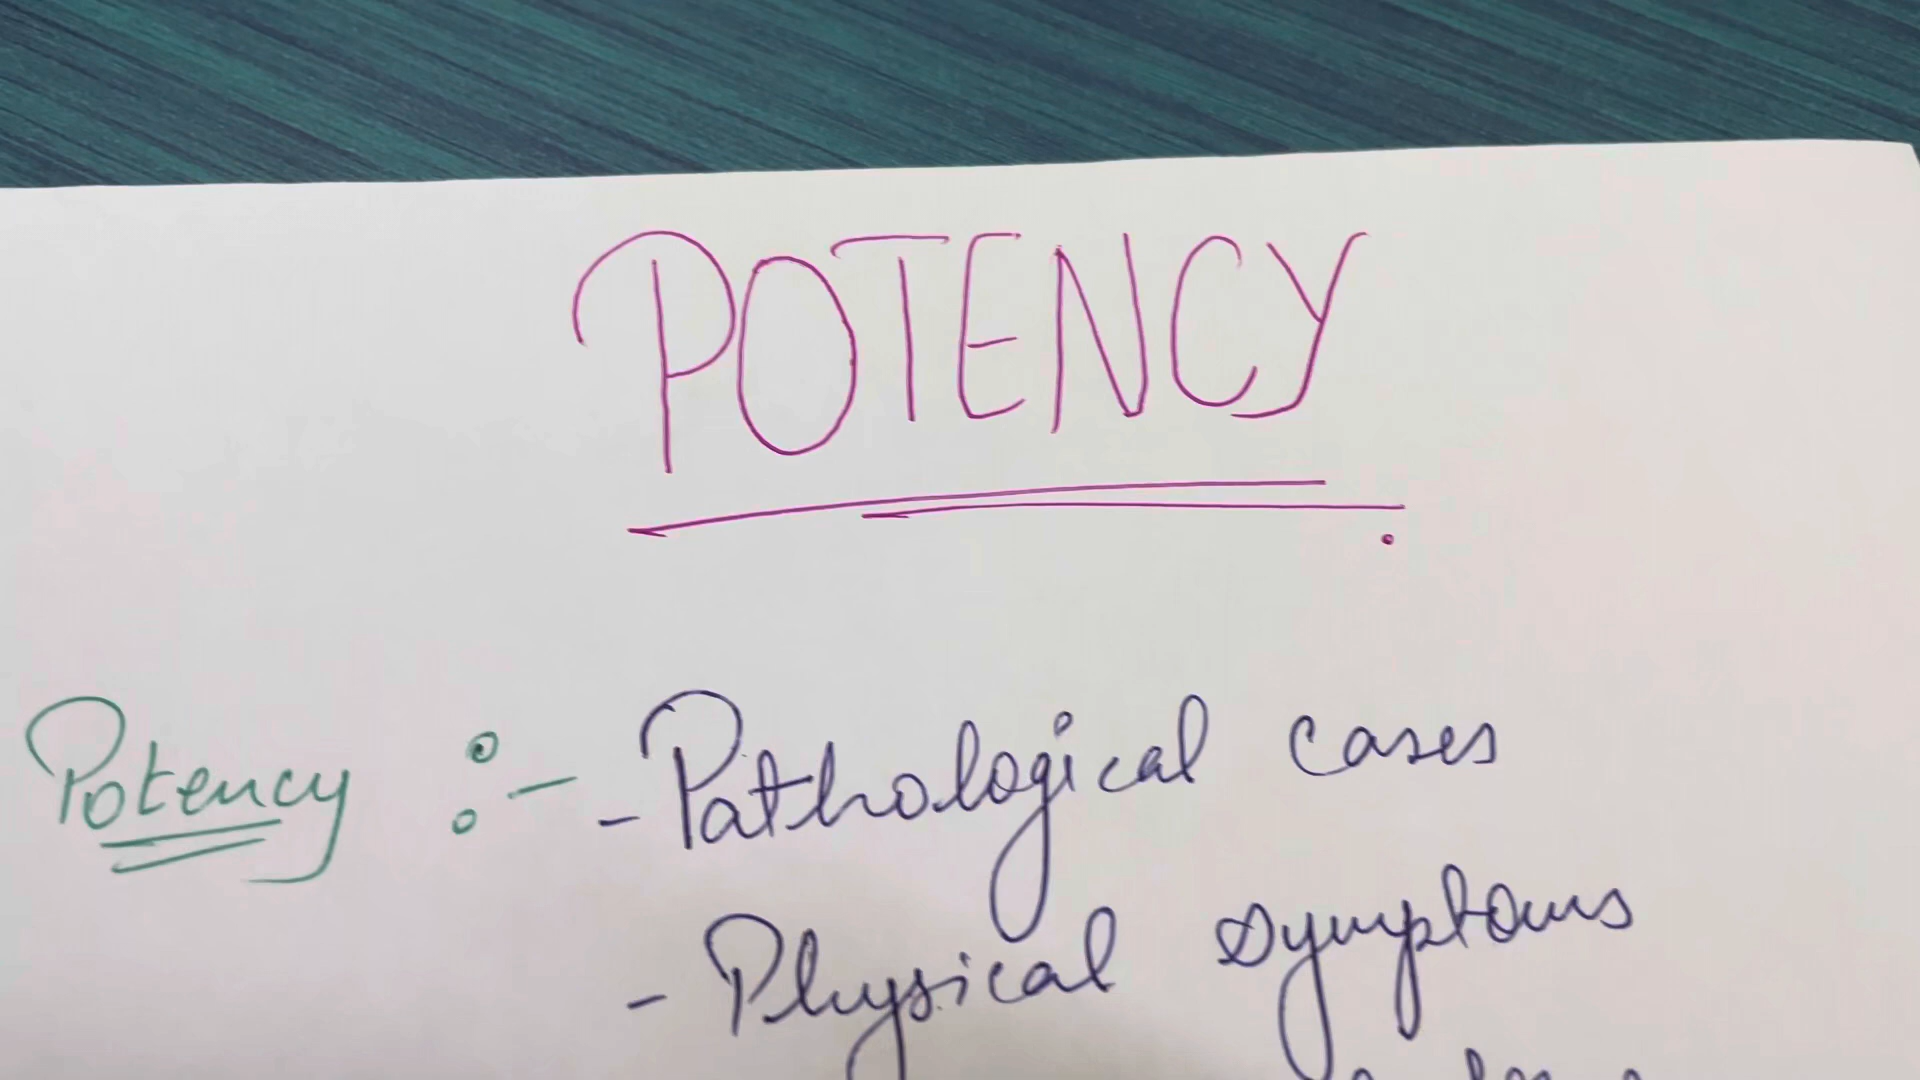 POTENCY
Potency :- - Pathological cases
- Physical symptoms